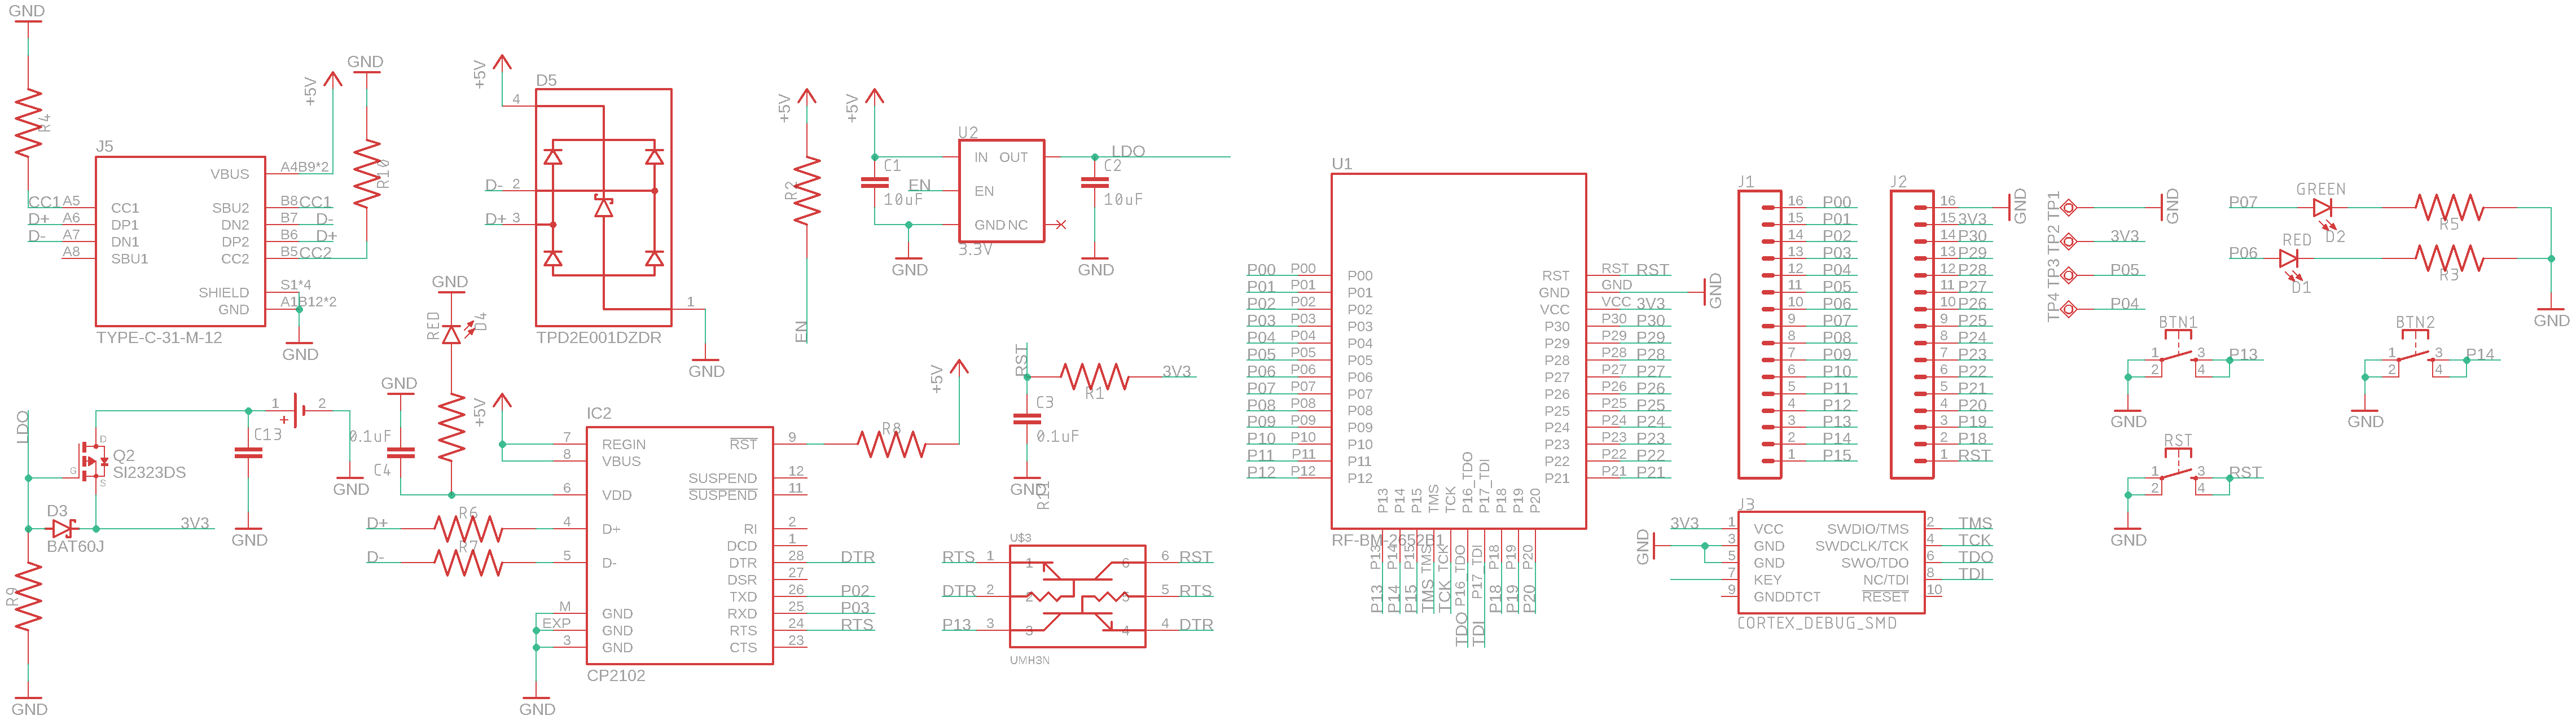 GND
R4
J5
VBUS
CC1
DP1
DN1
SBU1
SBU2
DN2
DP2
CC2
SHIELD
GND
TYPE-C-31-M-12
CC1 A5
D+ A6
D- A7
A8
A4B9*2
B8 CC1
B7 D-
B6 D+
B5 CC2
S1*4
A1B12*2
GND
+5V
GND
R10
+5V
D5
4
D- 2
D+ 3
1
TPD2E001DZDR
GND
+5V
R2
EN
+5V
C1
10uF
EN
U2
IN OUT
EN
GND NC
3.3V
GND
LDO
C2
10uF
GND
LDO
Q2
SI2323DS
D
G
S
D3
BAT60J
3V3
R9
GND
C13
GND
1 2
+
GND
GND
0.1uF
C4
GND
RED
D4
+5V
IC2
7 REGIN
8 VBUS
6 VDD
D+ R6 4 D+
D- R7 5 D-
M GND
EXP GND
3 GND
GND
CP2102
RST 9
SUSPEND 12
SUSPEND 11
RI 2
DCD 1
DTR 28 DTR
DSR 27
TXD 26 P02
RXD 25 P03
RTS 24 RTS
CTS 23
R8
+5V
RST
R1
3V3
C3
0.1uF
GND
R11
U$3
RTS 1 1
DTR 2 2
P13 3 3
6 6 RST
5 5 RTS
4 4 DTR
UMH3N
U1
P00 P00 P00
P01 P01 P01
P02 P02 P02
P03 P03 P03
P04 P04 P04
P05 P05 P05
P06 P06 P06
P07 P07 P07
P08 P08 P08
P09 P09 P09
P10 P10 P10
P11 P11 P11
P12 P12 P12
RST RST RST
GND GND GND
VCC VCC 3V3
P30 P30 P30
P29 P29 P29
P28 P28 P28
P27 P27 P27
P26 P26 P26
P25 P25 P25
P24 P24 P24
P23 P23 P23
P22 P22 P22
P21 P21 P21
P13 P14 P15 TMS TCK P16_TDO P17_TDI P18 P19 P20
RF-BM-2652B1
P13 P14 P15 TMS TCK P16_TDO P17_TDI P18 P19 P20
P13 P14 P15 TMS TCK TDO TDI P18 P19 P20
J1
16 P00
15 P01
14 P02
13 P03
12 P04
11 P05
10 P06
9 P07
8 P08
7 P09
6 P10
5 P11
4 P12
3 P13
2 P14
1 P15
J2
16 GND
15 3V3
14 P30
13 P29
12 P28
11 P27
10 P26
9 P25
8 P24
7 P23
6 P22
5 P21
4 P20
3 P19
2 P18
1 RST
J3
3V3 1 VCC
GND 3 GND
5 GND
7 KEY
9 GNDDTCT
SWDIO/TMS 2 TMS
SWDCLK/TCK 4 TCK
SWO/TDO 6 TDO
NC/TDI 8 TDI
RESET 10
CORTEX_DEBUG_SMD
TP1 GND
TP2 3V3
TP3 P05
TP4 P04
P07 GREEN D2 R5
P06 RED D1 R3
GND
BTN1
1 3 P13
2 4
GND
BTN2
1 3 P14
2 4
GND
RST
1 3 RST
2 4
GND